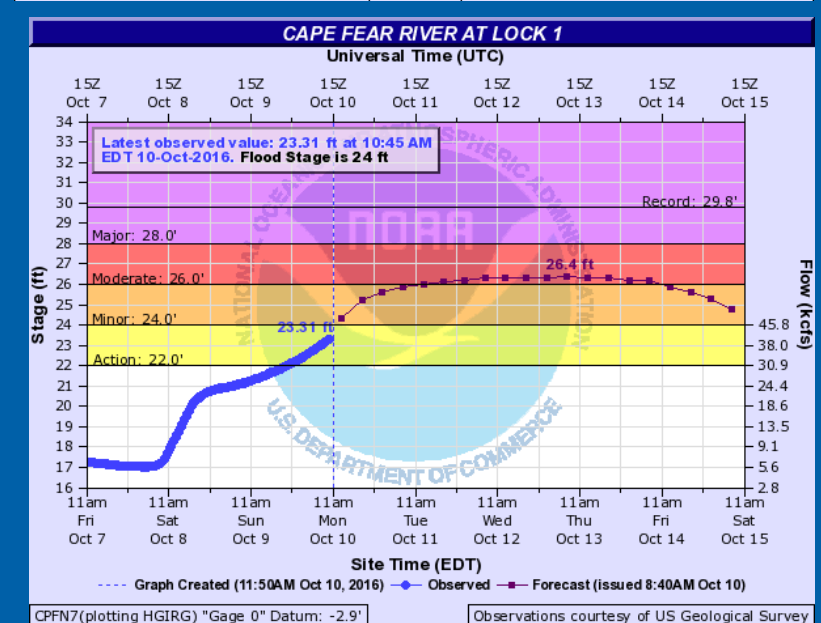 CAPE FEAR RIVER AT LOCK 1
Universal Time (UTC)
15Z 15Z 15Z 15Z 15Z 15Z 15Z 15Z 15Z
Oct 7 Oct 8 Oct 9 Oct 10 Oct 11 Oct 12 Oct 13 Oct 14 Oct 15
Latest observed value: 23.31 ft at 10:45 AM
EDT 10-Oct-2016. Flood Stage is 24 ft
34
33
32
31
30
29
28
27
26
25
24
23
22
21
20
19
18
17
16
Stage (ft)
Record: 29.8'
Major: 28.0'
Moderate: 26.0'
Minor: 24.0'
Action: 22.0'
26.4 ft
23.31 ft
NATIONAL OCEANIC AND ATMOSPHERIC ADMINISTRATION
NOAA
U.S. DEPARTMENT OF COMMERCE
Flow (kcfs)
45.8
38.0
30.9
24.4
18.6
13.5
9.1
5.6
2.8
11am 11am 11am 11am 11am 11am 11am 11am 11am
Fri Sat Sun Mon Tue Wed Thu Fri Sat
Oct 7 Oct 8 Oct 9 Oct 10 Oct 11 Oct 12 Oct 13 Oct 14 Oct 15
Site Time (EDT)
Graph Created (11:50AM Oct 10, 2016) Observed Forecast (issued 8:40AM Oct 10)
CPFN7(plotting HGIRG) "Gage 0" Datum: -2.9'
Observations courtesy of US Geological Survey